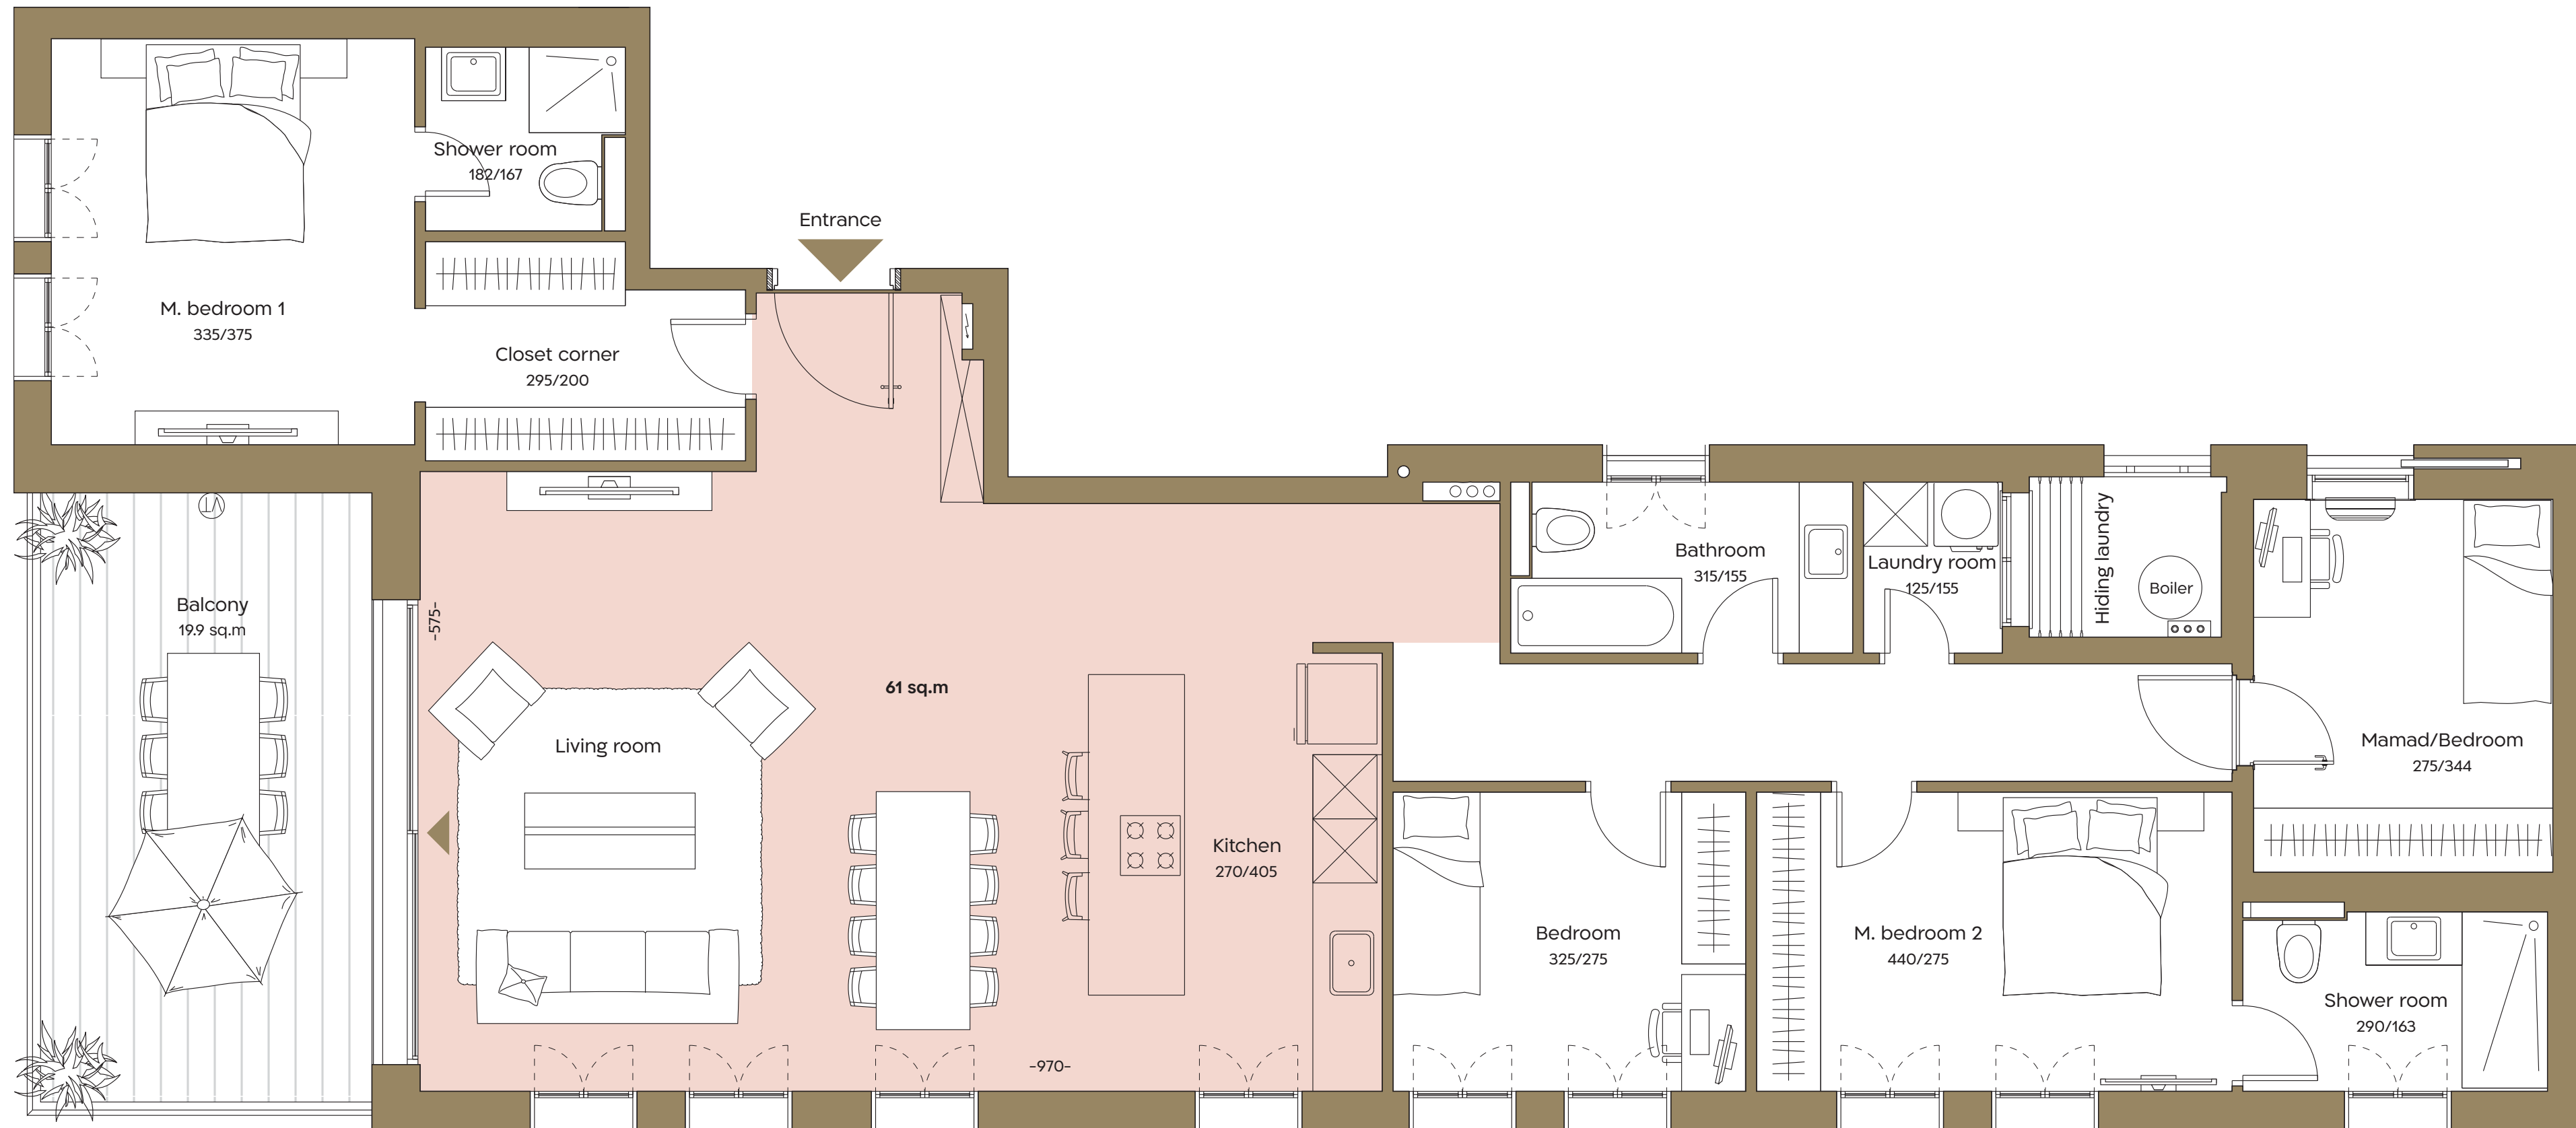 Shower room
182/167
Entrance
M. bedroom 1
335/375
Closet corner
295/200
Balcony
19.9 sq.m
-575-
61 sq.m
Living room
Kitchen
270/405
-970-
Bathroom
315/155
Laundry room
125/155
Hiding laundry
Boiler
Mamad/Bedroom
275/344
Bedroom
325/275
M. bedroom 2
440/275
Shower room
290/163